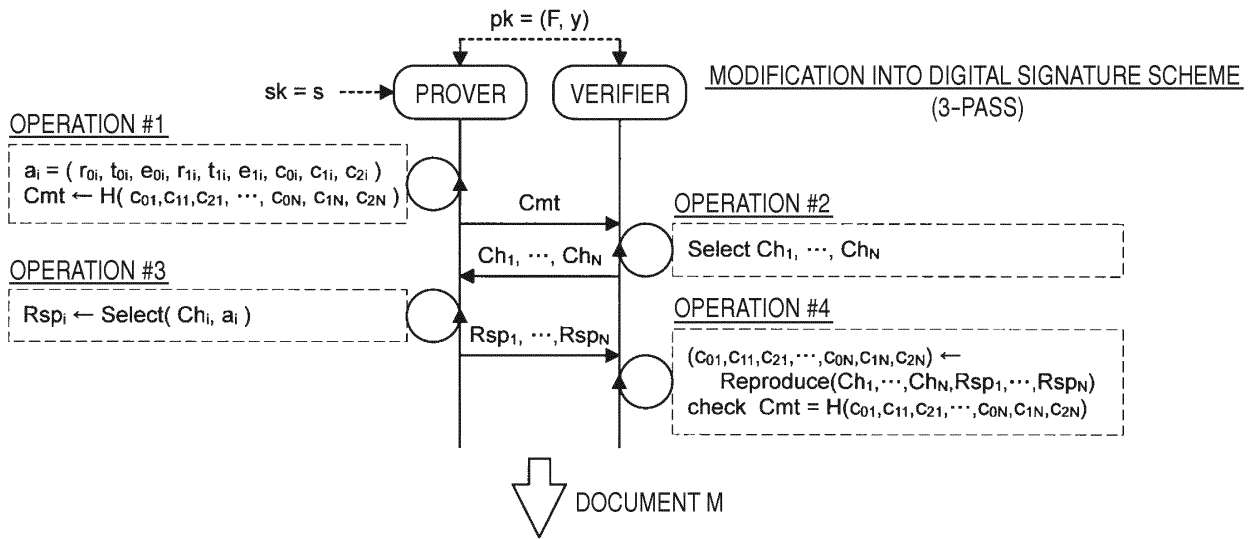 pk = (F, y)
sk = s
PROVER
VERIFIER
MODIFICATION INTO DIGITAL SIGNATURE SCHEME
(3-PASS)
OPERATION #1
aᵢ = ( r₀ᵢ, t₀ᵢ, e₀ᵢ, r₁ᵢ, t₁ᵢ, e₁ᵢ, c₀ᵢ, c₁ᵢ, c₂ᵢ )
Cmt ← H( c₀₁,c₁₁,c₂₁, ⋯, c₀N, c₁N, c₂N )
Cmt
OPERATION #2
Select Ch₁, ⋯, ChN
Ch₁, ⋯, ChN
OPERATION #3
Rspᵢ ← Select( Chᵢ, aᵢ )
Rsp₁, ⋯,RspN
OPERATION #4
(c₀₁,c₁₁,c₂₁,⋯,c₀N,c₁N,c₂N) ←
Reproduce(Ch₁,⋯,ChN,Rsp₁,⋯,RspN)
check Cmt = H(c₀₁,c₁₁,c₂₁,⋯,c₀N,c₁N,c₂N)
DOCUMENT M